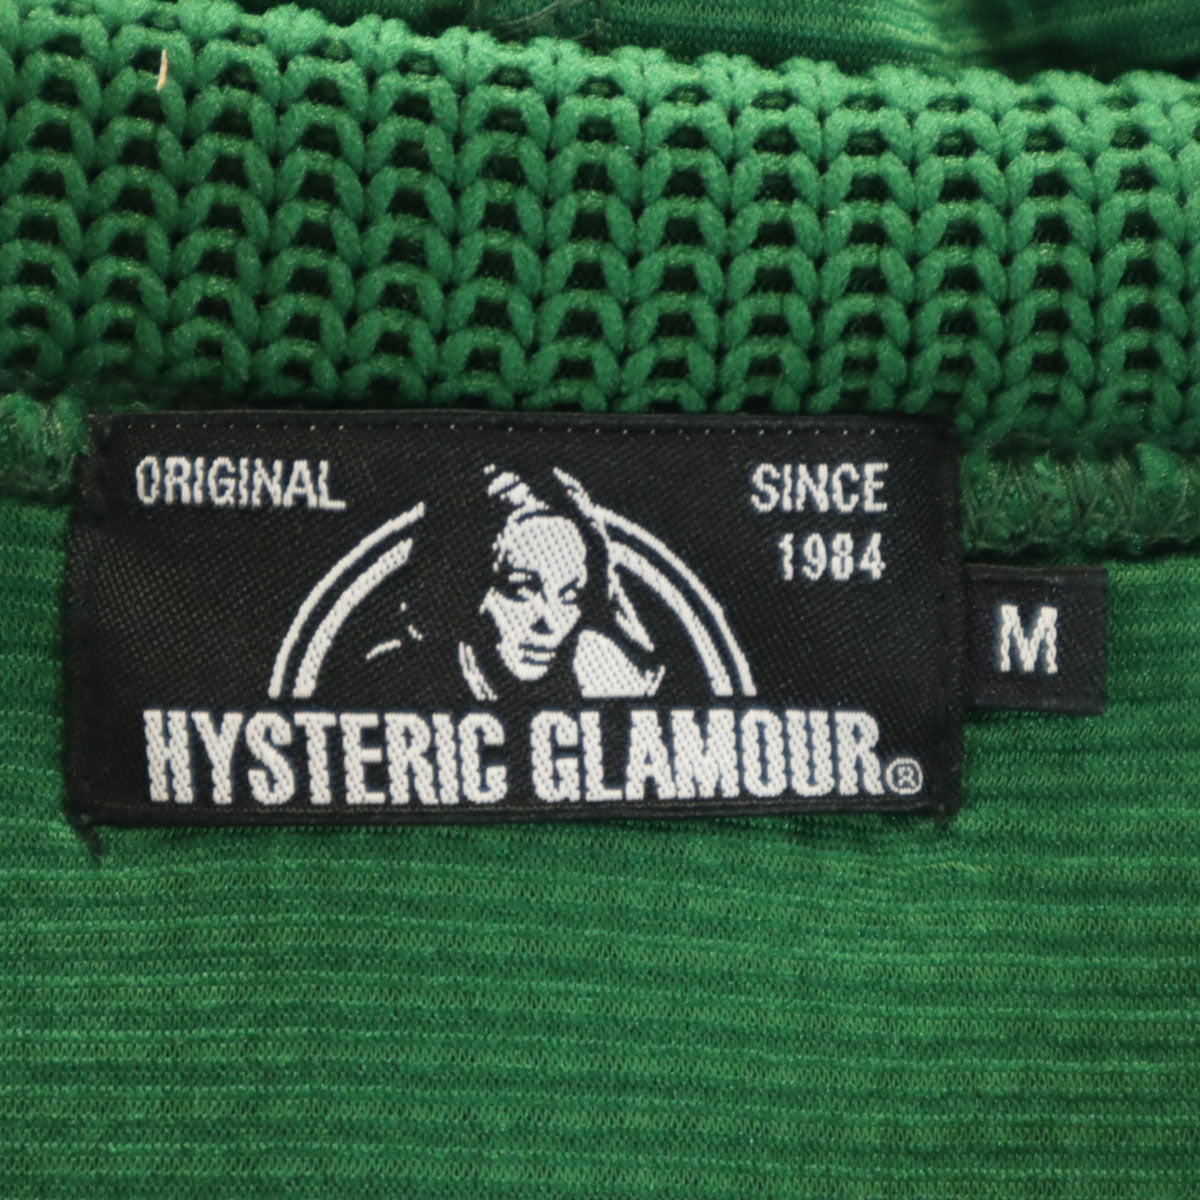 ORIGINAL
SINCE
1984
M
HYSTERIC GLAMOUR®